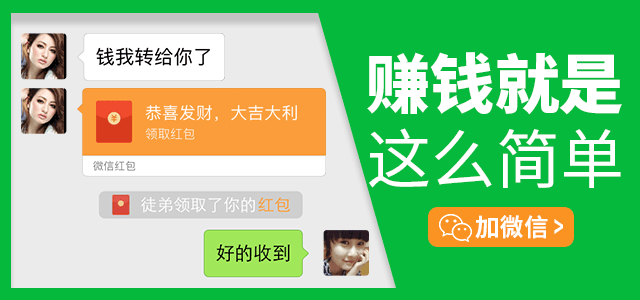 钱我转给你了
恭喜发财，大吉大利
领取红包
微信红包
徒弟领取了你的红包
好的收到
赚钱就是
这么简单
加微信 >